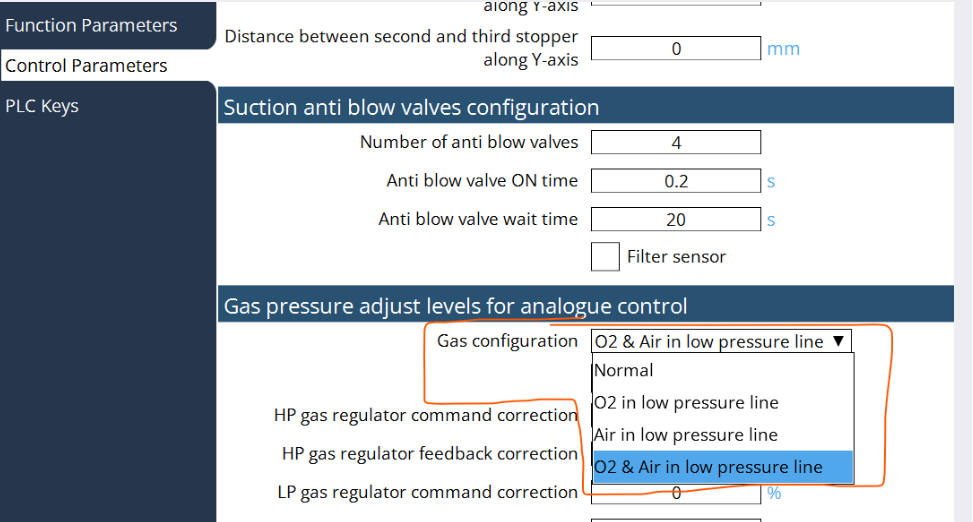 along Y-axis
Function Parameters
Distance between second and third stopper
along Y-axis
0 mm
Control Parameters
PLC Keys
Suction anti blow valves configuration
Number of anti blow valves 4
Anti blow valve ON time 0.2 s
Anti blow valve wait time 20 s
Filter sensor
Gas pressure adjust levels for analogue control
Gas configuration O2 & Air in low pressure line ▼
Normal
O2 in low pressure line
HP gas regulator command correction
Air in low pressure line
HP gas regulator feedback correction
O2 & Air in low pressure line
LP gas regulator command correction 0 %